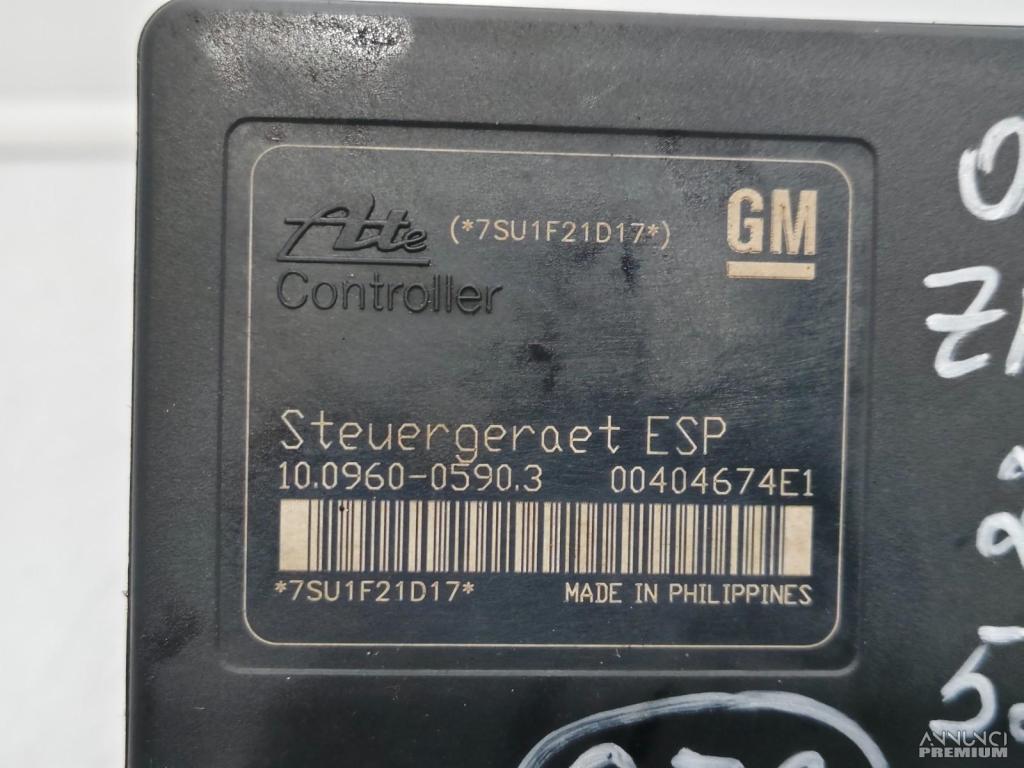 Ate (*7SU1F21D17*) GM
Controller
Steuergeraet ESP
10.0960-0590.3 00404674E1
*7SU1F21D17*
MADE IN PHILIPPINES
ANNUNCI
PREMIUM